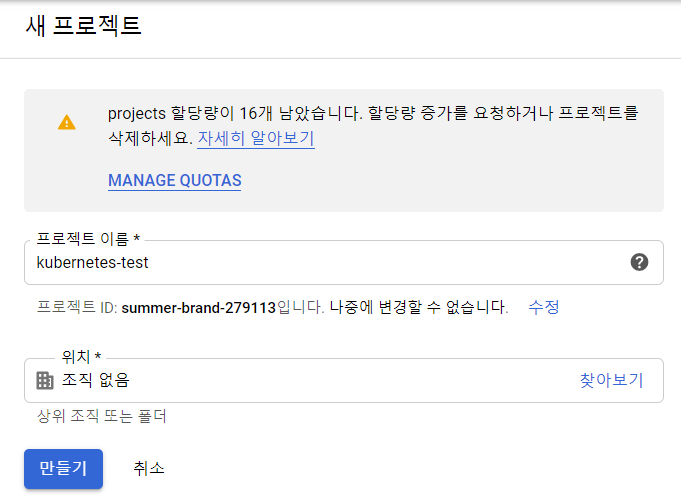 새 프로젝트
projects 할당량이 16개 남았습니다. 할당량 증가를 요청하거나 프로젝트를
삭제하세요. 자세히 알아보기
MANAGE QUOTAS
프로젝트 이름 *
kubernetes-test
프로젝트 ID: summer-brand-279113입니다. 나중에 변경할 수 없습니다. 수정
위치 *
조직 없음 찾아보기
상위 조직 또는 폴더
만들기 취소